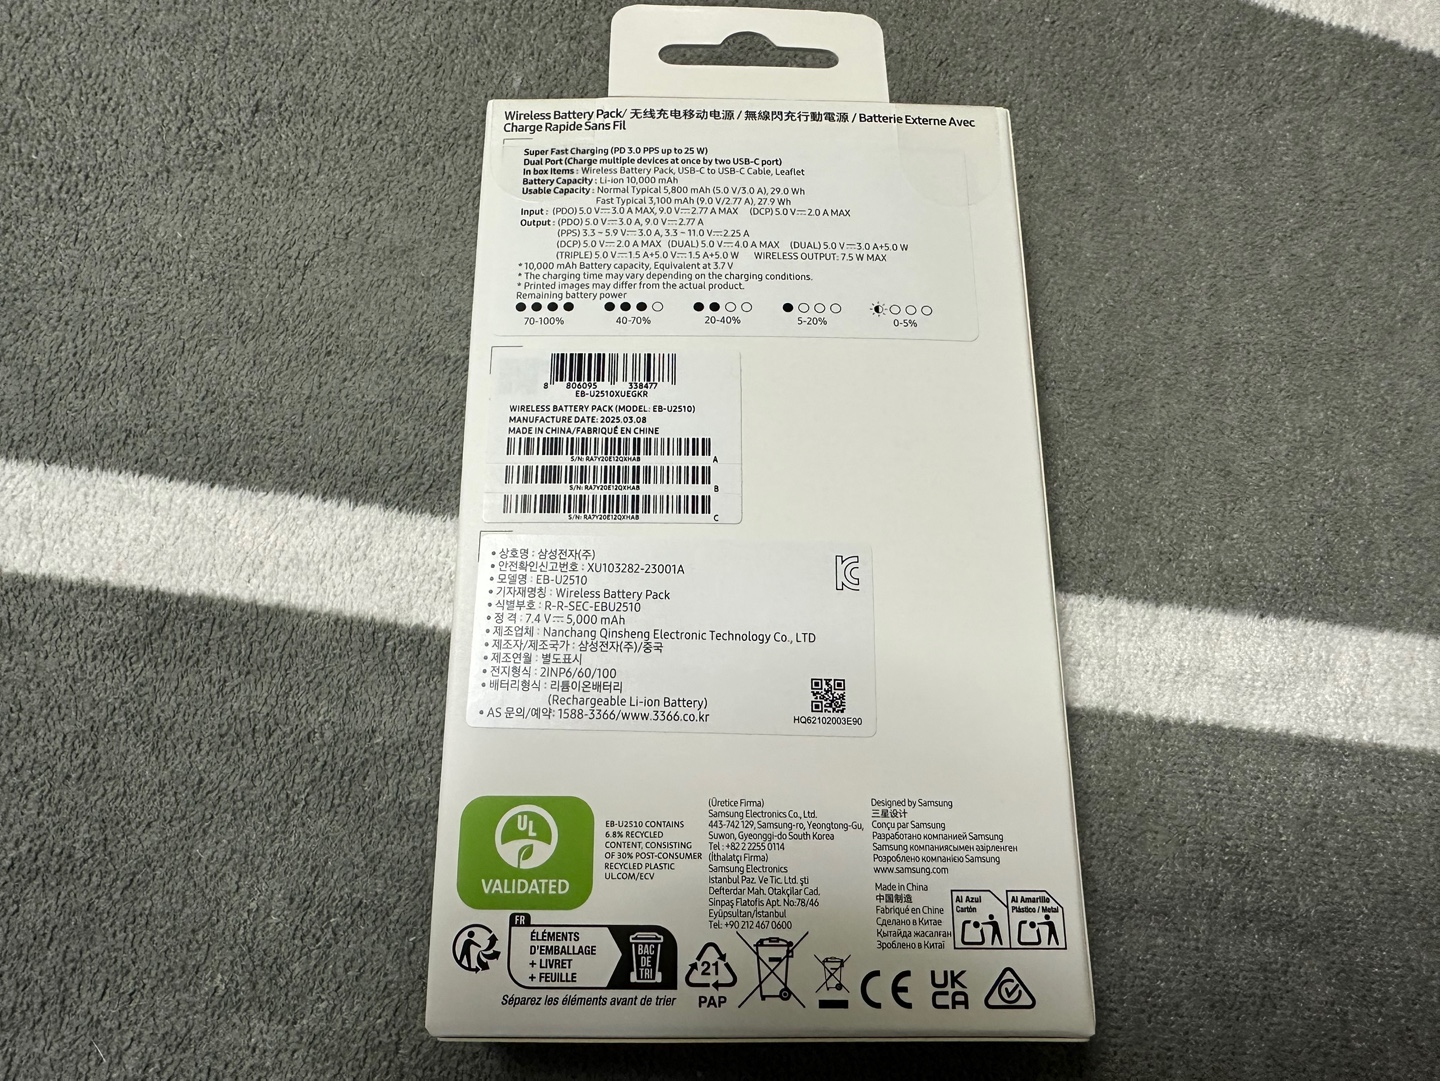 Wireless Battery Pack/ 无线充电移动电源 / 無線閃充行動電源 / Batterie Externe Avec
Charge Rapide Sans Fil
Super Fast Charging (PD 3.0 PPS up to 25 W)
Dual Port (Charge multiple devices at once by two USB-C port)
In box Items : Wireless Battery Pack, USB-C to USB-C Cable, Leaflet
Battery Capacity : Li-ion 10,000 mAh
Usable Capacity : Normal Typical 5,800 mAh (5.0 V/3.0 A), 29.0 Wh
Fast Typical 3,100 mAh (9.0 V/2.77 A), 27.9 Wh
Input : (PDO) 5.0 V⎓3.0 A MAX, 9.0 V⎓2.77 A MAX (DCP) 5.0 V⎓2.0 A MAX
Output : (PDO) 5.0 V⎓3.0 A, 9.0 V⎓2.77 A
(PPS) 3.3 ~ 5.9 V⎓3.0 A, 3.3 ~ 11.0 V⎓2.25 A
(DCP) 5.0 V⎓2.0 A MAX (DUAL) 5.0 V⎓4.0 A MAX (DUAL) 5.0 V⎓3.0 A+5.0 W
(TRIPLE) 5.0 V⎓1.5 A+5.0 V⎓1.5 A+5.0 W WIRELESS OUTPUT: 7.5 W MAX
* 10,000 mAh Battery capacity, Equivalent at 3.7 V
* The charging time may vary depending on the charging conditions.
* Printed images may differ from the actual product.
Remaining battery power
70-100% 40-70% 20-40% 5-20% 0-5%
8 806095 338477
EB-U2510XUEGKR
WIRELESS BATTERY PACK (MODEL: EB-U2510)
MANUFACTURE DATE: 2025.03.08
MADE IN CHINA/FABRIQUÉ EN CHINE
S/N: RA7Y20E12QXHAB A
S/N: RA7Y20E12QXHAB B
S/N: RA7Y20E12QXHAB C
• 상호명 : 삼성전자(주)
• 안전확인신고번호 : XU103282-23001A
• 모델명 : EB-U2510
• 기자재명칭 : Wireless Battery Pack
• 식별부호 : R-R-SEC-EBU2510
• 정 격 : 7.4 V⎓5,000 mAh
• 제조업체 : Nanchang Qinsheng Electronic Technology Co., LTD
• 제조자/제조국가 : 삼성전자(주)/중국
• 제조연월 : 별도표시
• 전지형식 : 2INP6/60/100
• 배터리형식 : 리튬이온배터리
(Rechargeable Li-ion Battery)
• AS 문의/예약: 1588-3366/www.3366.co.kr
HQ62102003E90
UL
VALIDATED
EB-U2510 CONTAINS
6.8% RECYCLED
CONTENT, CONSISTING
OF 30% POST-CONSUMER
RECYCLED PLASTIC
UL.COM/ECV
(Üretice Firma)
Samsung Electronics Co., Ltd.
443-742 129, Samsung-ro, Yeongtong-Gu,
Suwon, Gyeonggi-do South Korea
Tel : +82 2 2255 0114
(İthalatçı Firma)
Samsung Electronics
Istanbul Paz. Ve Tic. Ltd. şti
Defterdar Mah. Otakçilar Cad.
Sinpaş Flatofis Apt. No:78/46
Eyüpsultan/İstanbul
Tel: +90 212 467 0600
Designed by Samsung
三星设计
Conçu par Samsung
Разработано компанией Samsung
Samsung компаниясымен әзірленген
Розроблено компанією Samsung
www.samsung.com
Made in China
中国制造
Fabriqué en Chine
Сделано в Китае
Қытайда жасалған
Зроблено в Китаї
Al Azul
Cartón
Al Amarillo
Plástico / Metal
FR
ÉLÉMENTS
D'EMBALLAGE
+ LIVRET
+ FEUILLE
BAC
DE
TRI
Séparez les éléments avant de trier
21
PAP
CE
UK
CA